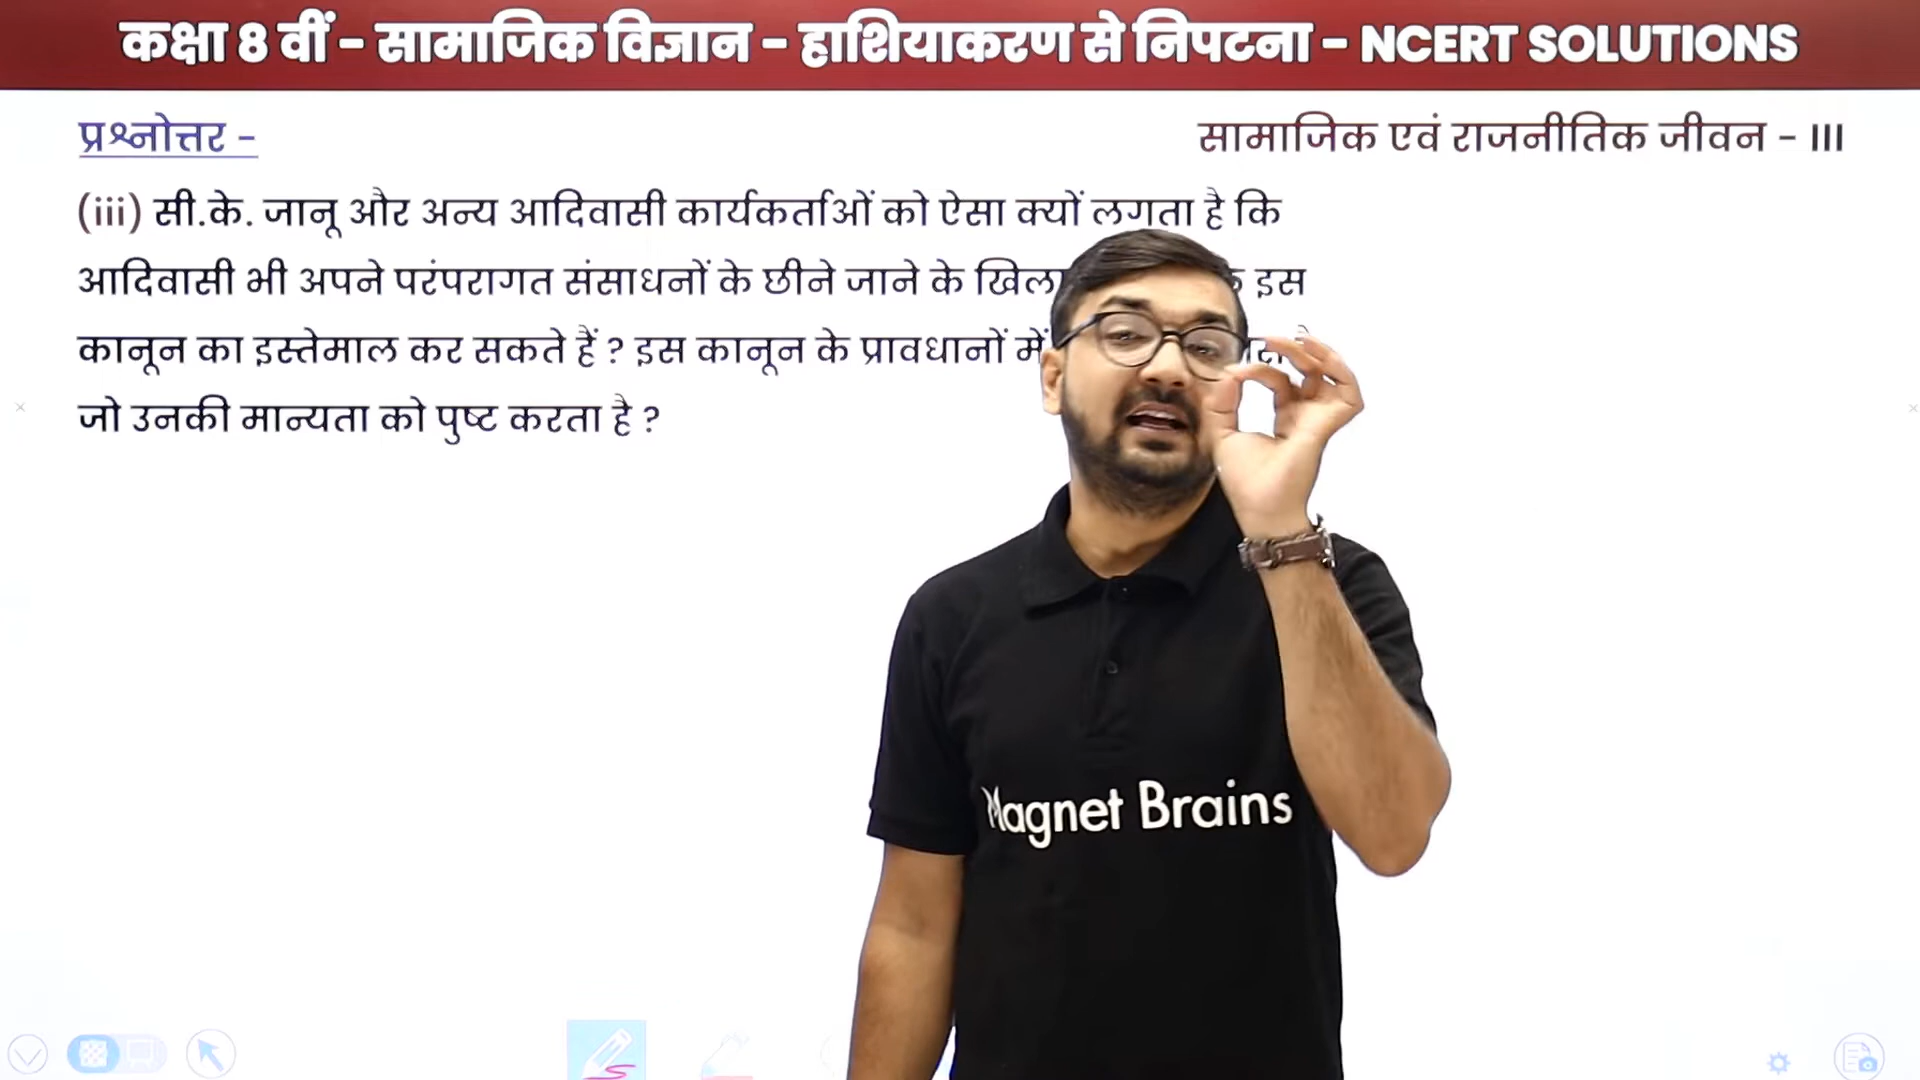 कक्षा 8 वीं - सामाजिक विज्ञान - हाशियाकरण से निपटना - NCERT SOLUTIONS
प्रश्नोत्तर -
सामाजिक एवं राजनीतिक जीवन - III
(iii) सी.के. जानू और अन्य आदिवासी कार्यकर्ताओं को ऐसा क्यों लगता है कि
आदिवासी भी अपने परंपरागत संसाधनों के छीने जाने के इस
कानून का इस्तेमाल कर सकते हैं ? इस कानून के प्रावधानों में
जो उनकी मान्यता को पुष्ट करता है ?
Magnet Brains